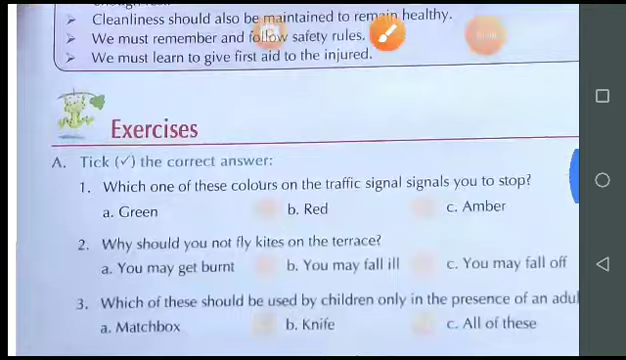 ➤ Cleanliness should also be maintained to remain healthy.
➤ We must remember and follow safety rules.
➤ We must learn to give first aid to the injured.
Exercises
A. Tick (✓) the correct answer:
1. Which one of these colours on the traffic signal signals you to stop?
a. Green b. Red c. Amber
2. Why should you not fly kites on the terrace?
a. You may get burnt b. You may fall ill c. You may fall off
3. Which of these should be used by children only in the presence of an
a. Matchbox b. Knife c. All of these